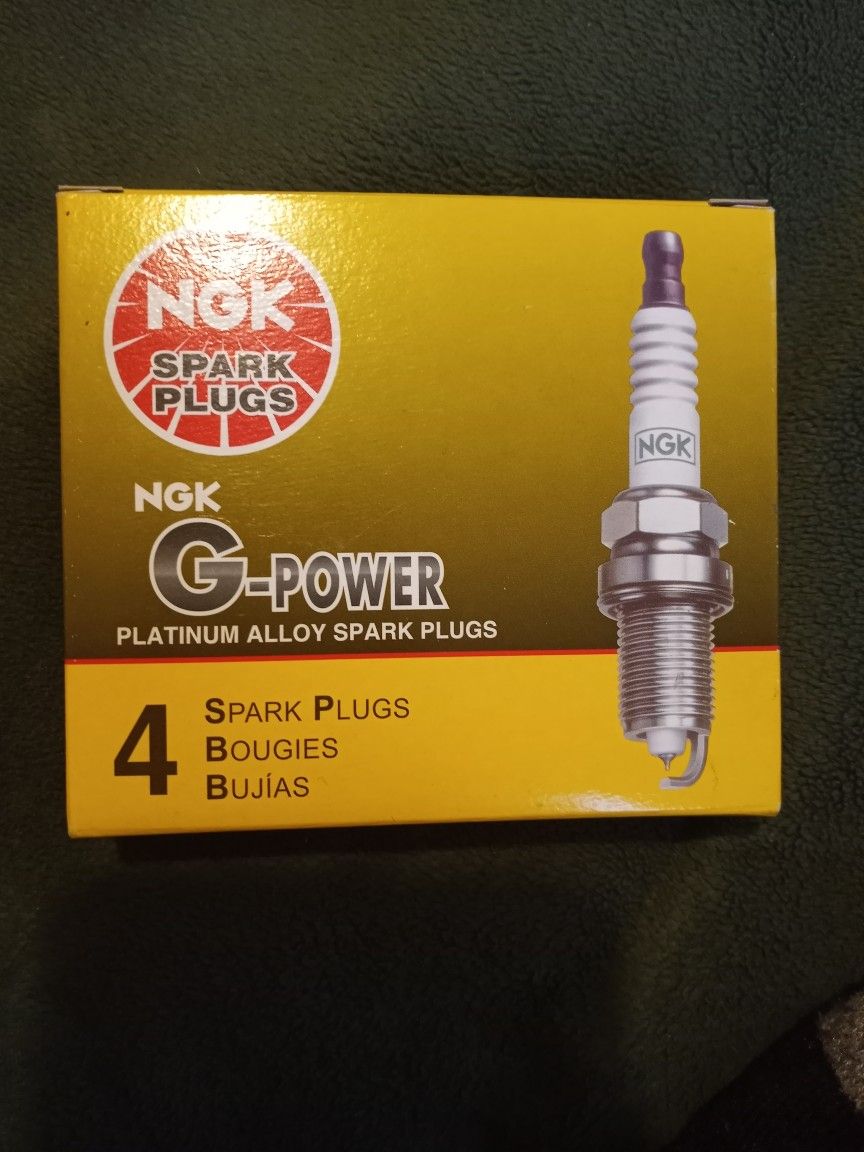 NGK
SPARK
PLUGS
NGK
NGK
G-POWER
PLATINUM ALLOY SPARK PLUGS
4
SPARK PLUGS
BOUGIES
BUJÍAS